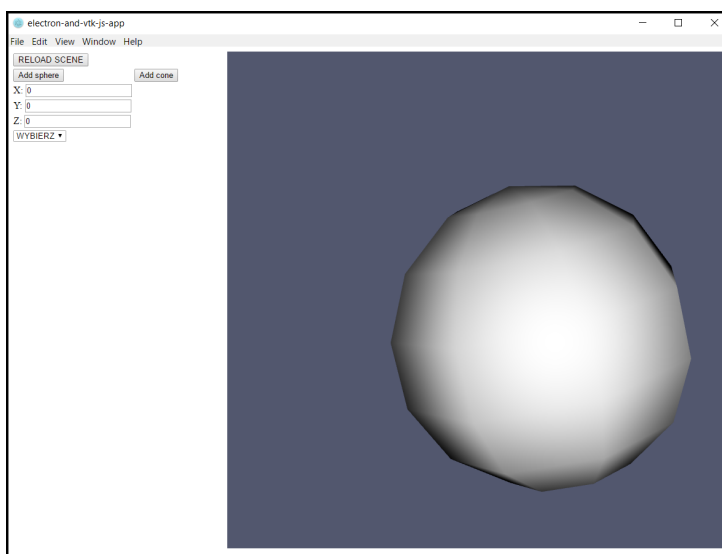 electron-and-vtk-js-app
File Edit View Window Help
RELOAD SCENE
Add sphere Add cone
X: 0
Y: 0
Z: 0
WYBIERZ